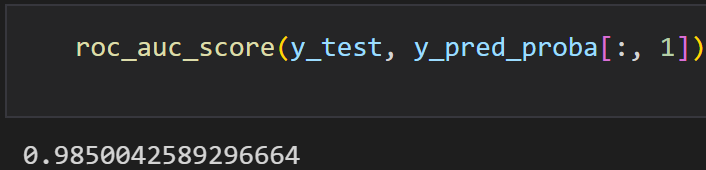 roc_auc_score(y_test, y_pred_proba[:, 1])
0.9850042589296664